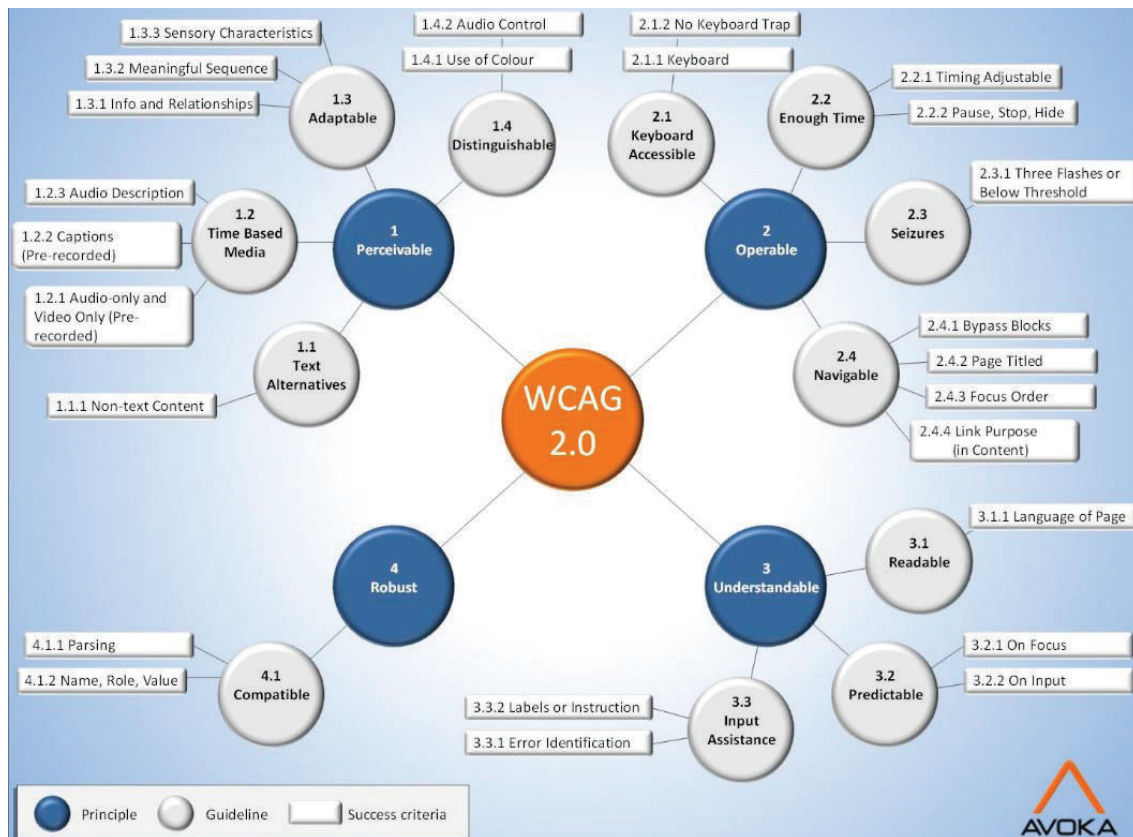 1.3.3 Sensory Characteristics
1.3.2 Meaningful Sequence
1.3.1 Info and Relationships
1.3
Adaptable
1.4.2 Audio Control
1.4.1 Use of Colour
1.4
Distinguishable
2.1.2 No Keyboard Trap
2.1.1 Keyboard
2.1
Keyboard
Accessible
2.2
Enough Time
2.2.1 Timing Adjustable
2.2.2 Pause, Stop, Hide
1.2.3 Audio Description
1.2.2 Captions
(Pre-recorded)
1.2.1 Audio-only and
Video Only (Pre-
recorded)
1.2
Time Based
Media
1
Perceivable
2
Operable
2.3
Seizures
2.3.1 Three Flashes or
Below Threshold
1.1
Text
Alternatives
1.1.1 Non-text Content
WCAG
2.0
2.4
Navigable
2.4.1 Bypass Blocks
2.4.2 Page Titled
2.4.3 Focus Order
2.4.4 Link Purpose
(in Content)
4
Robust
3
Understandable
3.1
Readable
3.1.1 Language of Page
4.1.1 Parsing
4.1.2 Name, Role, Value
4.1
Compatible
3.3.2 Labels or Instruction
3.3.1 Error Identification
3.3
Input
Assistance
3.2
Predictable
3.2.1 On Focus
3.2.2 On Input
Principle
Guideline
Success criteria
AVOKA